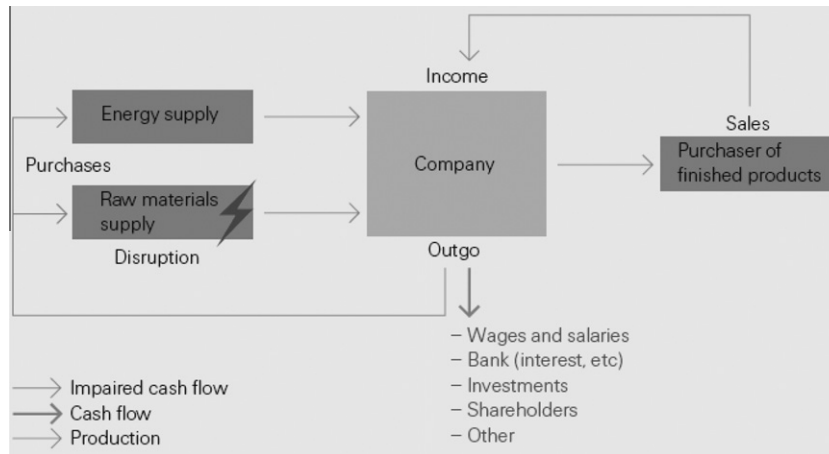 Income
Sales
Energy supply
Purchaser of
finished products
Company
Purchases
Raw materials
supply
Disruption
Outgo
– Wages and salaries
– Bank (interest, etc)
– Investments
– Shareholders
– Other
Impaired cash flow
Cash flow
Production